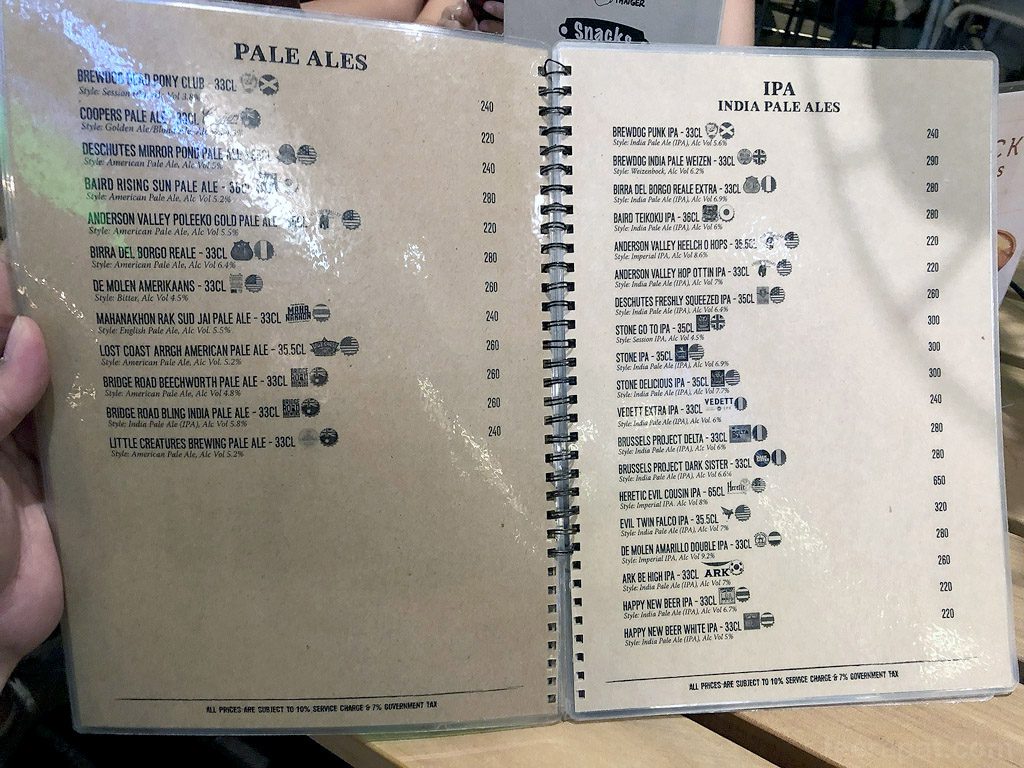 THAIGER
Snacks
PALE ALES
BREWDOG DEAD PONY CLUB - 33CL
Style: Session Alc Vol 3.8%
240
COOPERS PALE ALE - 33CL
Style: Golden Ale/Blond Ale,
220
DESCHUTES MIRROR POND PALE ALE
Style: American Pale Ale, Alc Vol 5%
240
BAIRD RISING SUN PALE ALE - 36CL
Style: American Pale Ale, Alc Vol 5.2%
280
ANDERSON VALLEY POLEEKO GOLD PALE ALE
Style: American Pale Ale, Alc Vol 5.5%
220
BIRRA DEL BORGO REALE - 33CL
Style: American Pale Ale, Alc Vol 6.4%
280
DE MOLEN AMERIKAANS - 33CL
Style: Bitter, Alc Vol 4.5%
260
MAHANAKHON RAK SUD JAI PALE ALE - 33CL
MAHA NAKHON
Style: English Pale Ale, Alc Vol. 5.5%
240
LOST COAST ARRGH AMERICAN PALE ALE - 35.5CL
Style: American Pale Ale, Alc Vol. 5.2%
260
BRIDGE ROAD BEECHWORTH PALE ALE - 33CL
Style: American Pale Ale, Alc Vol 4.8%
260
BRIDGE ROAD BLING INDIA PALE ALE - 33CL
Style: India Pale Ale (IPA), Alc Vol 5.8%
260
LITTLE CREATURES BREWING PALE ALE - 33CL
Style: American Pale Ale, Alc Vol 5.2%
240
ALL PRICES ARE SUBJECT TO 10% SERVICE CHARGE & 7% GOVERNMENT TAX
IPA
INDIA PALE ALES
BREWDOG PUNK IPA - 33CL
Style: India Pale Ale (IPA), Alc Vol 5.6%
240
BREWDOG INDIA PALE WEIZEN - 33CL
Style: Weizenbock, Alc Vol 6.2%
290
BIRRA DEL BORGO REALE EXTRA - 33CL
Style: India Pale Ale (IPA), Alc Vol 6.9%
280
BAIRD TEIKOKU IPA - 36CL
Style: India Pale Ale (IPA), Alc Vol 6%
280
ANDERSON VALLEY HEELCH O HOPS - 35.5CL
Style: Imperial IPA, Alc Vol 8.6%
220
ANDERSON VALLEY HOP OTTIN IPA - 33CL
Style: India Pale Ale (IPA), Alc Vol 7%
220
DESCHUTES FRESHLY SQUEEZED IPA - 35CL
Style: India Pale Ale (IPA), Alc Vol 6.4%
260
STONE GO TO IPA - 35CL
Style: Session IPA, Alc Vol 4.5%
300
STONE IPA - 35CL
Style: India Pale Ale (IPA), Alc Vol 6.9%
300
STONE DELICIOUS IPA - 35CL
Style: India Pale Ale (IPA), Alc Vol 7.7%
300
VEDETT EXTRA IPA - 33CL
VEDETT
Style: India Pale Ale (IPA), Alc Vol. 6%
240
BRUSSELS PROJECT DELTA - 33CL
Style: India Pale Ale (IPA), Alc Vol 6%
280
BRUSSELS PROJECT DARK SISTER - 33CL
Style: India Pale Ale (IPA), Alc Vol 6.6%
280
HERETIC EVIL COUSIN IPA - 65CL
Heretic
Style: Imperial IPA, Alc Vol 8%
650
EVIL TWIN FALCO IPA - 35.5CL
Style: India Pale Ale (IPA), Alc Vol 7%
320
DE MOLEN AMARILLO DOUBLE IPA - 33CL
Style: Imperial IPA, Alc Vol 9.2%
280
ARK BE HIGH IPA - 33CL
ARK
Style: India Pale Ale (IPA), Alc Vol 7%
260
HAPPY NEW BEER IPA - 33CL
Style: India Pale Ale (IPA), Alc Vol 6.7%
220
HAPPY NEW BEER WHITE IPA - 33CL
Style: India Pale Ale (IPA), Alc Vol 5%
220
ALL PRICES ARE SUBJECT TO 10% SERVICE CHARGE & 7% GOVERNMENT TAX